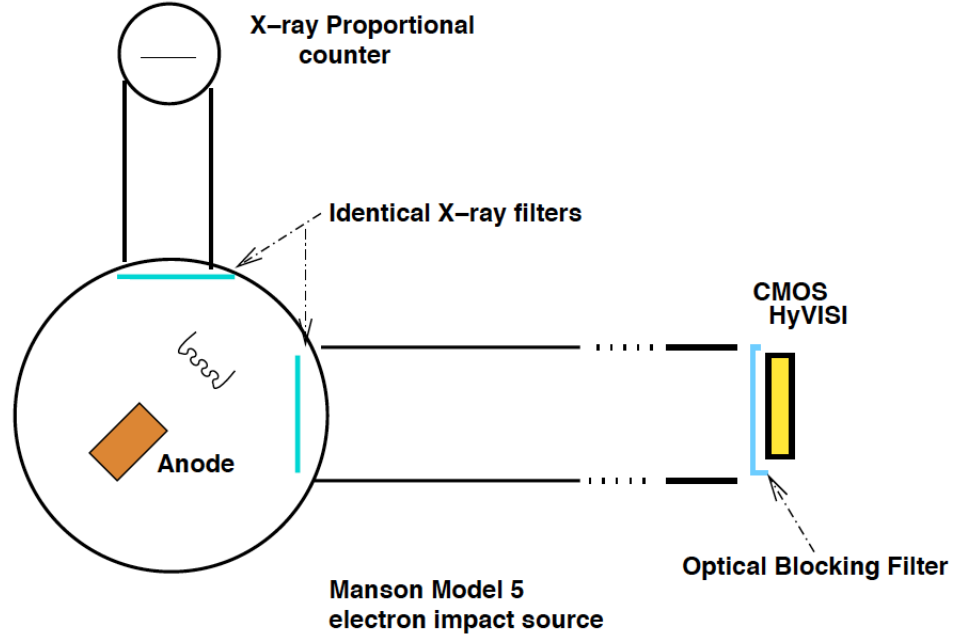 X–ray Proportional
counter
Identical X–ray filters
CMOS
HyVISI
Anode
Optical Blocking Filter
Manson Model 5
electron impact source